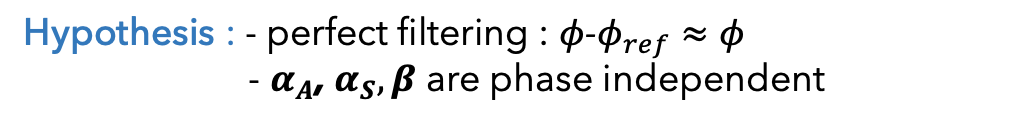 Hypothesis : - perfect filtering : ϕ-ϕ_ref ≈ ϕ
- α_A, α_S, β are phase independent